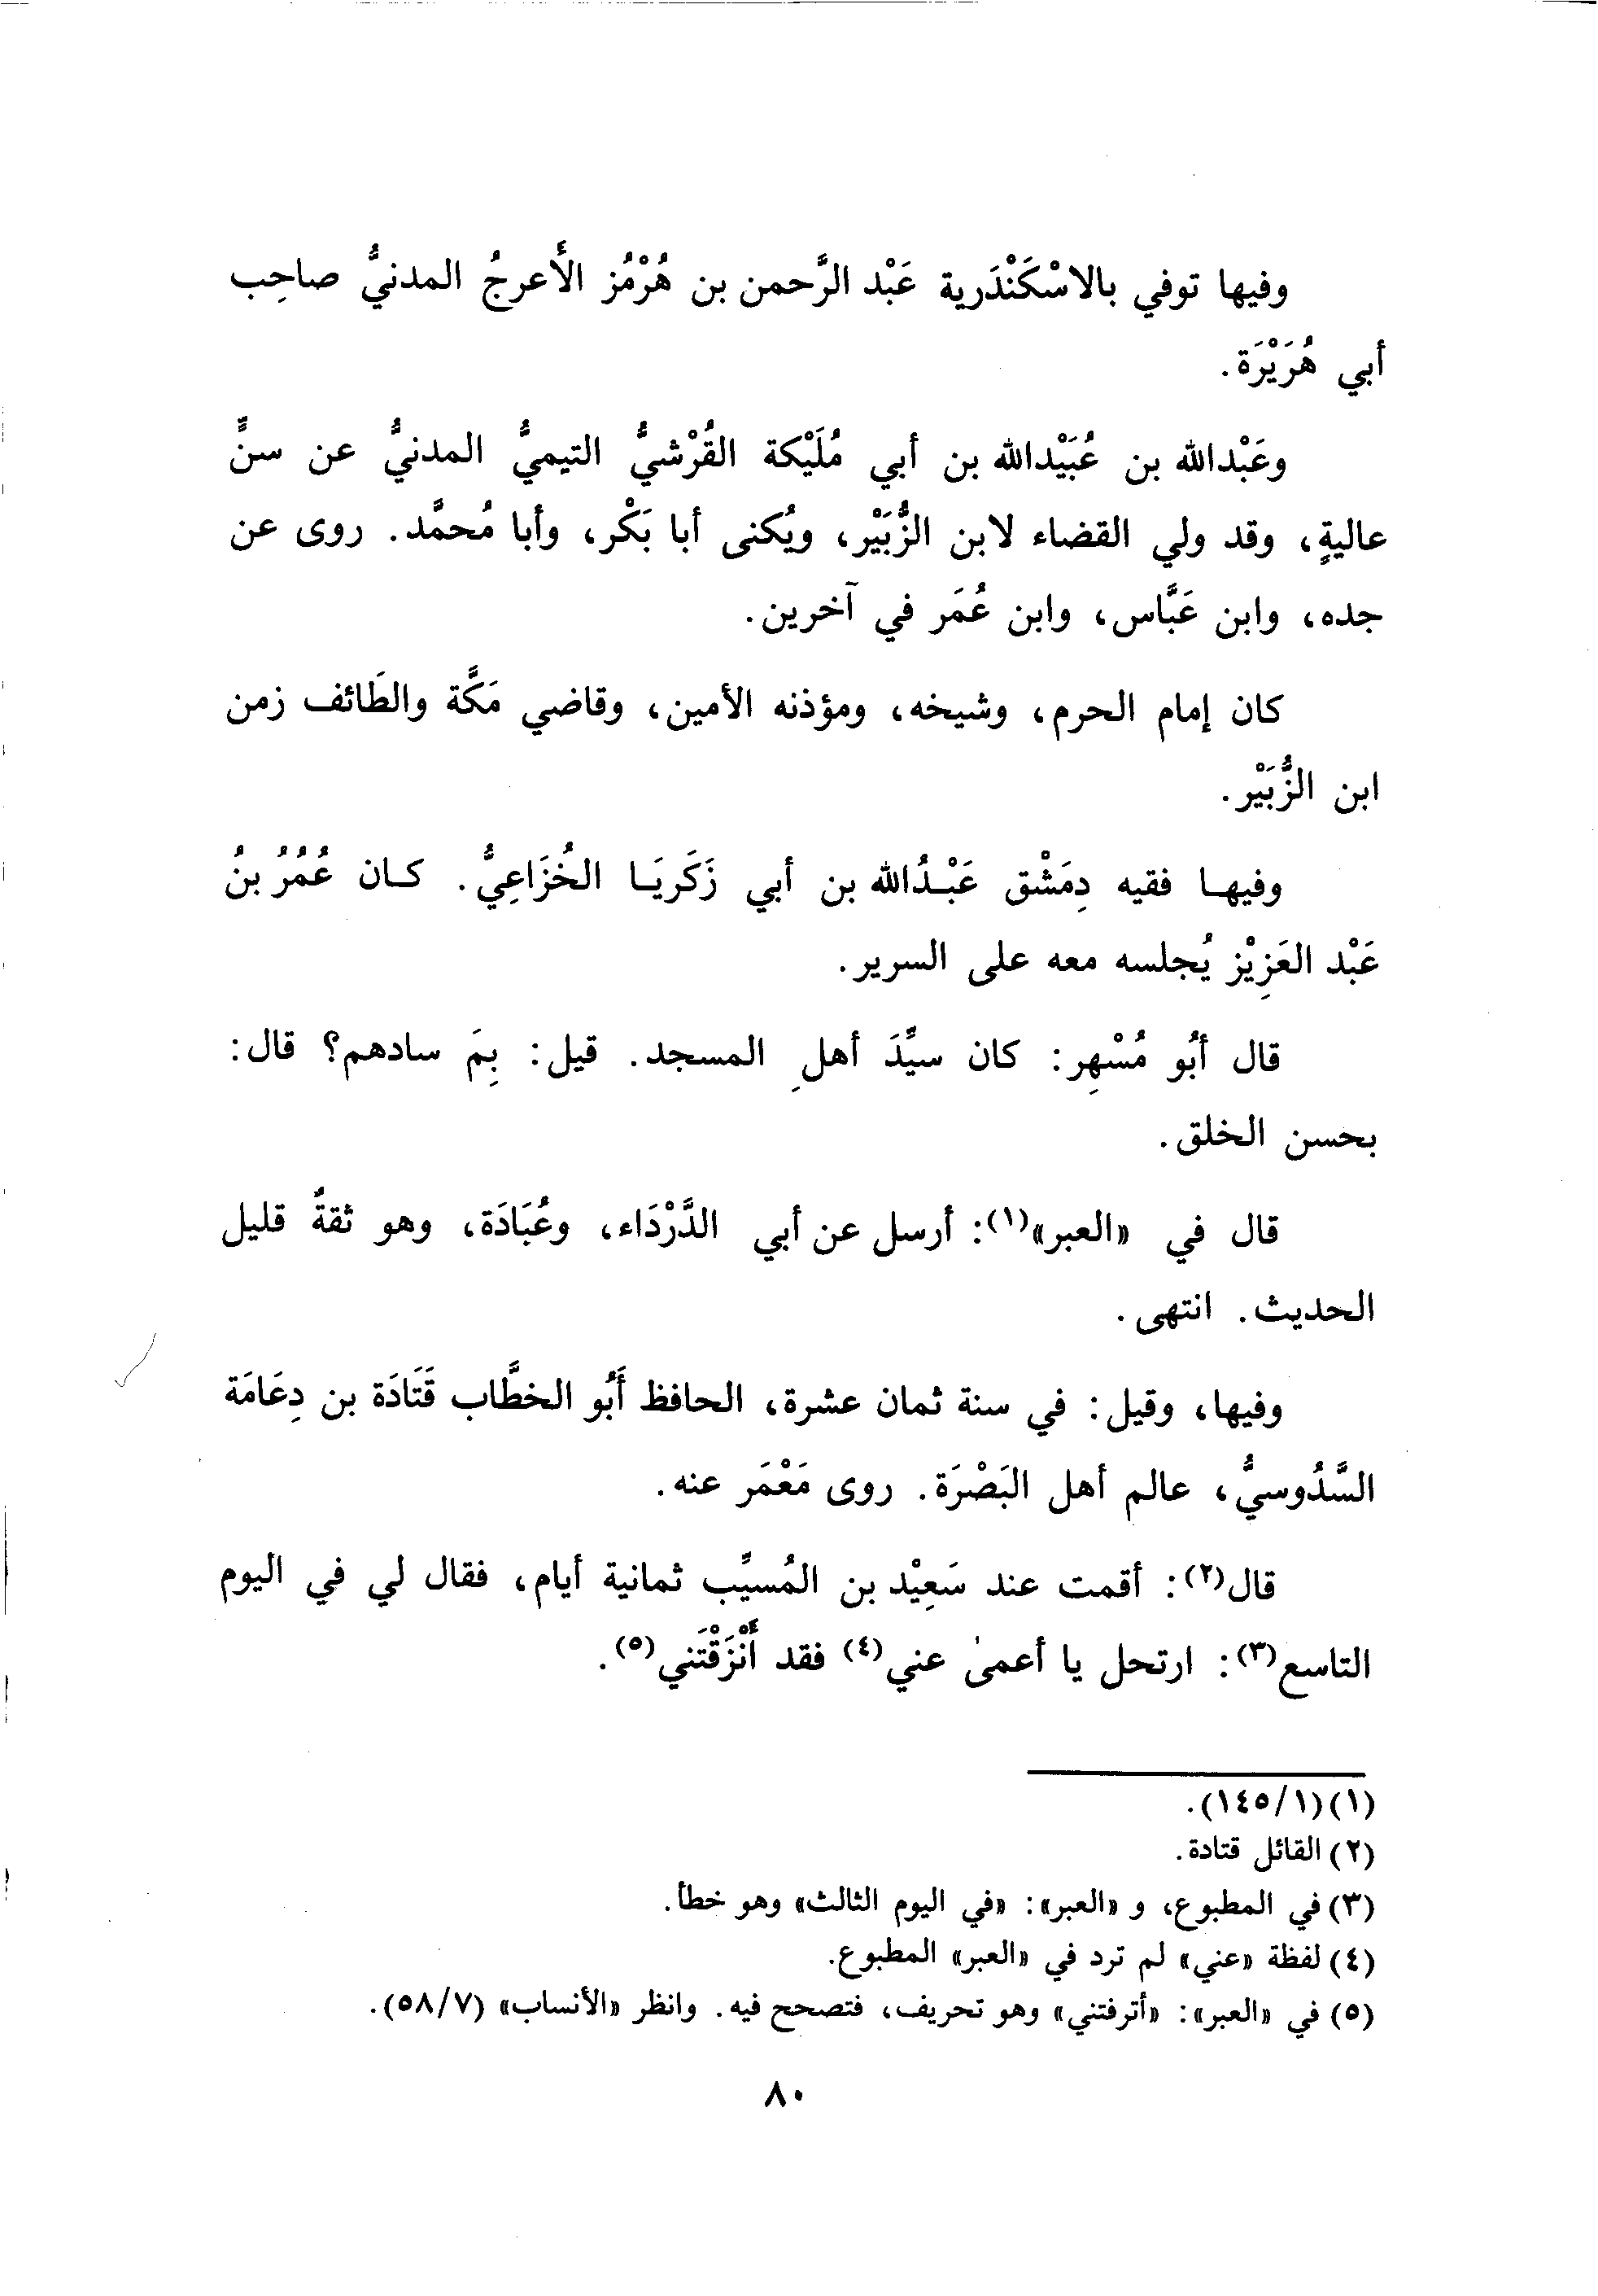 وفيها توفي بالاسْكَنْدَرية عَبْد الرَّحمن بن هُرْمُز الأَعرجُ المدنيُّ صاحِب
أبي هُرَيْرَة.
وعَبْدالله بن عُبَيْدالله بن أبي مُلَيْكة القُرْشيُّ التيميُّ المدنيُّ عن سنٍّ
عاليةٍ، وقد ولي القضاء لابن الزُّبَيْر، ويُكنى أبا بَكْر، وأبا مُحمَّد. روى عن
جده، وابن عَبَّاس، وابن عُمَر في آخرين.
كان إمام الحرم، وشيخه، ومؤذنه الأمين، وقاضي مَكَّة والطَائف زمن
ابن الزُّبَيْر.
وفيهـا فقيه دِمَشْق عَبْـدُالله بن أبي زَكَريَـا الخُزَاعِيُّ. كـان عُمُرُ بنُ
عَبْد العَزِيْز يُجلسه معه على السرير.
قال أبُو مُسْهِر: كان سيِّدَ أهلِ المسجد. قيل: بِمَ سادهم؟ قال:
بحسن الخلق.
قال في «العبر»(١): أرسل عن أبي الدَّرْدَاء، وعُبَادَة، وهو ثقةٌ قليل
الحديث. انتهى.
وفيها، وقيل: في سنة ثمان عشرة، الحافظ أَبُو الخطَّاب قَتَادَة بن دِعَامَة
السَّدُوسيُّ، عالم أهل البَصْرَة. روى مَعْمَر عنه.
قال(٢): أقمت عند سَعِيْد بن المُسيِّب ثمانية أيام، فقال لي في اليوم
التاسع(٣): ارتحل يا أعمىٰ عني(٤) فقد أَنْزَفْتَني(٥).
(١) (١/١٤٥).
(٢) القائل قتادة.
(٣) في المطبوع، و «العبر»: «في اليوم الثالث» وهو خطأ.
(٤) لفظة «عني» لم ترد في «العبر» المطبوع.
(٥) في «العبر»: «أترفتني» وهو تحريف، فتصحح فيه. وانظر «الأنساب» (٥٨/٧).
٨٠